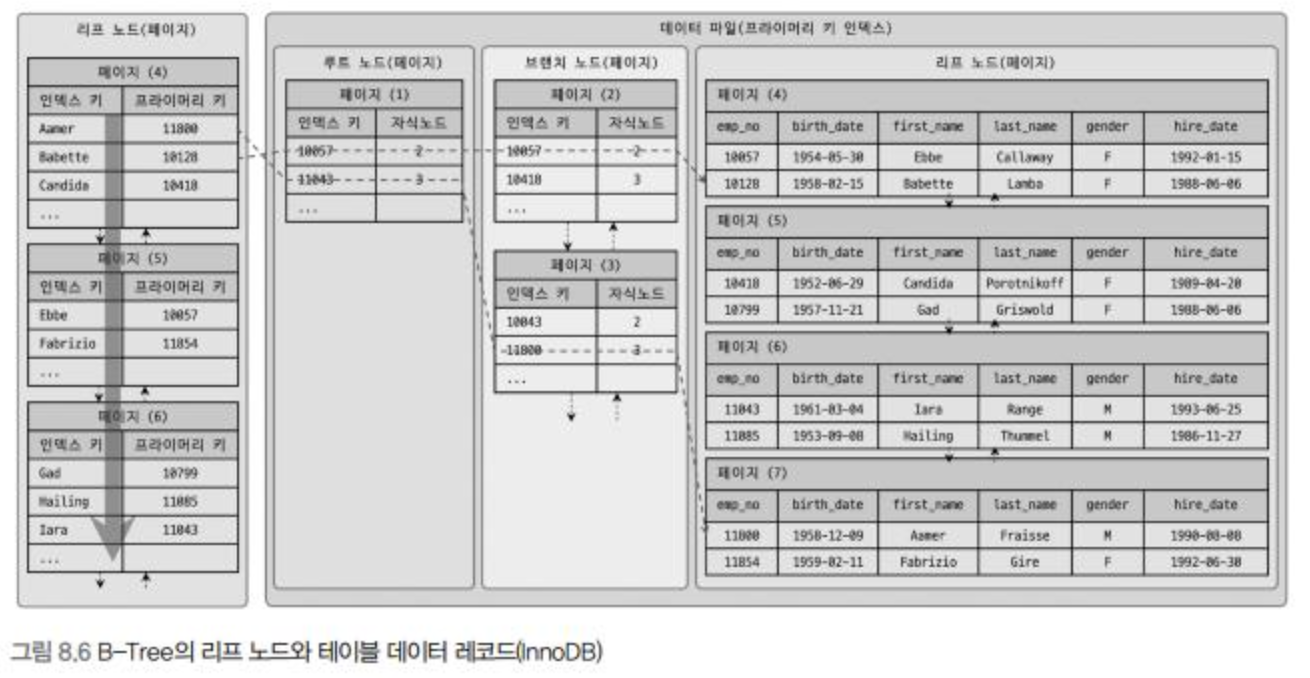 리프 노드(페이지)
페이지 (4)
인덱스 키 프라이머리 키
Aamer 11800
Babette 10128
Candida 10418
...
페이지 (5)
인덱스 키 프라이머리 키
Ebbe 10057
Fabrizio 11854
...
페이지 (6)
인덱스 키 프라이머리 키
Gad 10799
Hailing 11085
Iara 11043
...
데이터 파일(프라이머리 키 인덱스)
루트 노드(페이지)
페이지 (1)
인덱스 키 자식노드
10057 2
11043 3
...
브랜치 노드(페이지)
페이지 (2)
인덱스 키 자식노드
10057 2
10418 3
...
페이지 (3)
인덱스 키 자식노드
10043 2
11800 3
...
리프 노드(페이지)
페이지 (4)
emp_no birth_date first_name last_name gender hire_date
10057 1954-05-30 Ebbe Callaway F 1992-01-15
10128 1958-02-15 Babette Lamba F 1988-06-06
페이지 (5)
emp_no birth_date first_name last_name gender hire_date
10418 1952-06-29 Candida Porotnikoff F 1989-04-20
10799 1957-11-21 Gad Griswold F 1988-06-06
페이지 (6)
emp_no birth_date first_name last_name gender hire_date
11043 1961-03-04 Iara Range M 1993-06-25
11085 1953-09-08 Hailing Thummel M 1986-11-27
페이지 (7)
emp_no birth_date first_name last_name gender hire_date
11800 1958-12-09 Aamer Fraisse M 1990-08-08
11854 1959-02-11 Fabrizio Gire F 1992-06-30
그림 8.6 B-Tree의 리프 노드와 테이블 데이터 레코드(InnoDB)